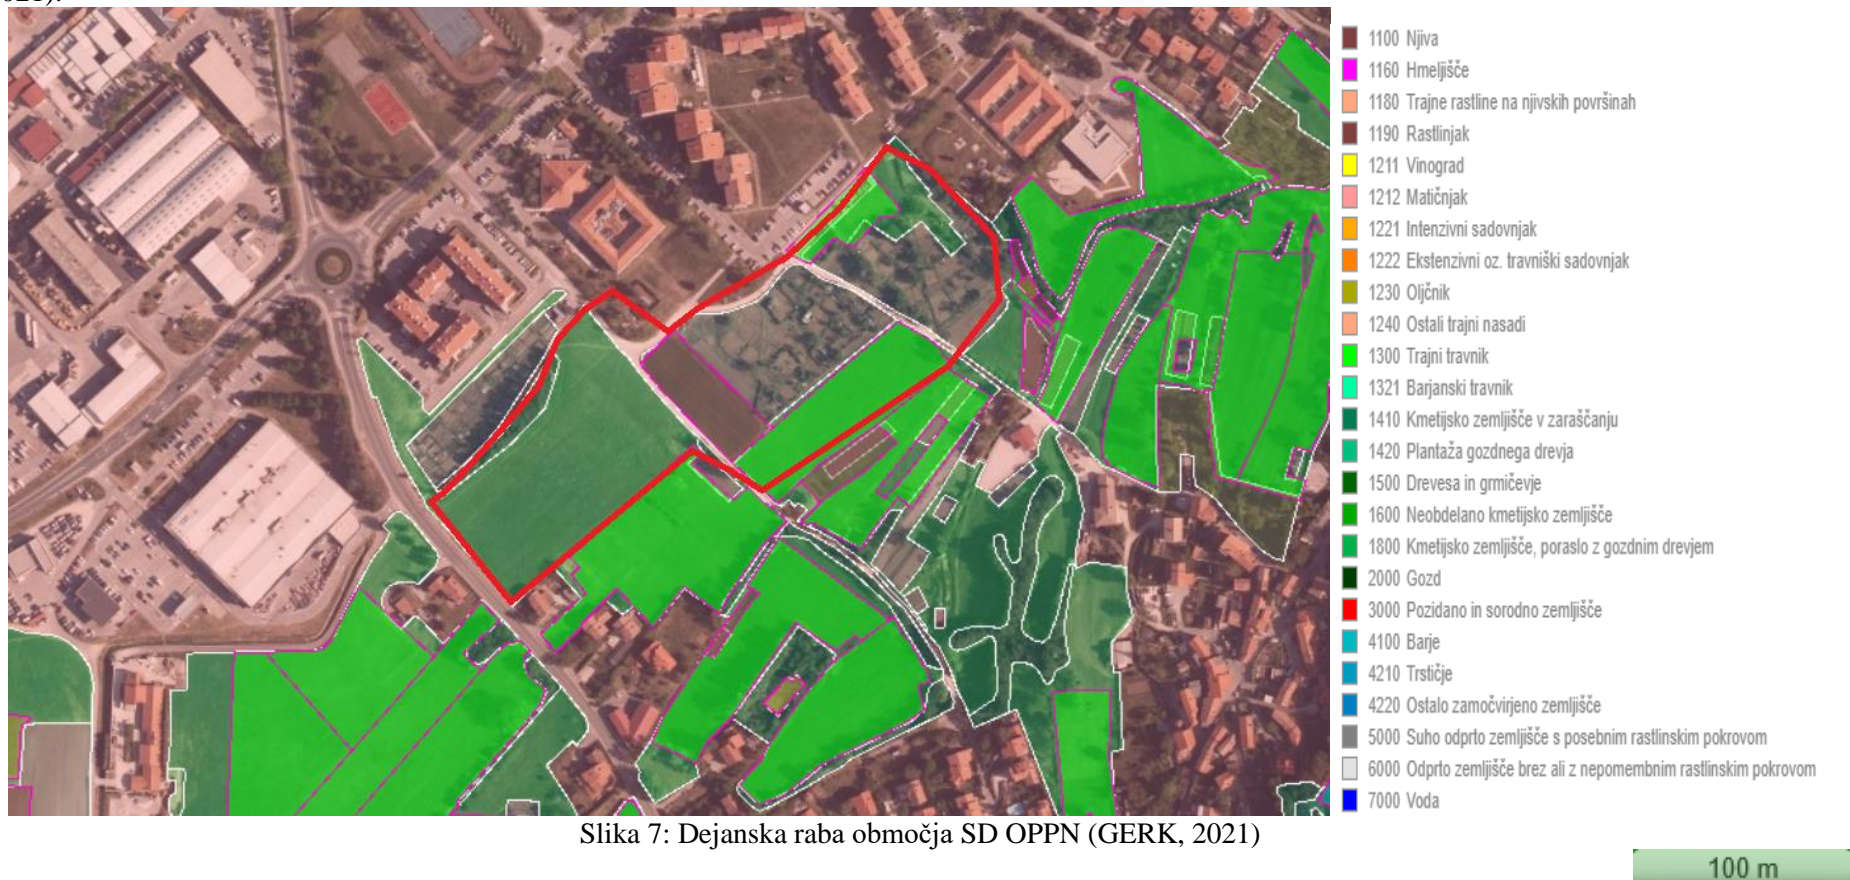 021).
1100 Njiva
1160 Hmeljišče
1180 Trajne rastline na njivskih površinah
1190 Rastlinjak
1211 Vinograd
1212 Matičnjak
1221 Intenzivni sadovnjak
1222 Ekstenzivni oz. travniški sadovnjak
1230 Oljčnik
1240 Ostali trajni nasadi
1300 Trajni travnik
1321 Barjanski travnik
1410 Kmetijsko zemljišče v zaraščanju
1420 Plantaža gozdnega drevja
1500 Drevesa in grmičevje
1600 Neobdelano kmetijsko zemljišče
1800 Kmetijsko zemljišče, poraslo z gozdnim drevjem
2000 Gozd
3000 Pozidano in sorodno zemljišče
4100 Barje
4210 Trstičje
4220 Ostalo zamočvirjeno zemljišče
5000 Suho odprto zemljišče s posebnim rastlinskim pokrovom
6000 Odprto zemljišče brez ali z nepomembnim rastlinskim pokrovom
7000 Voda
Slika 7: Dejanska raba območja SD OPPN (GERK, 2021)
100 m